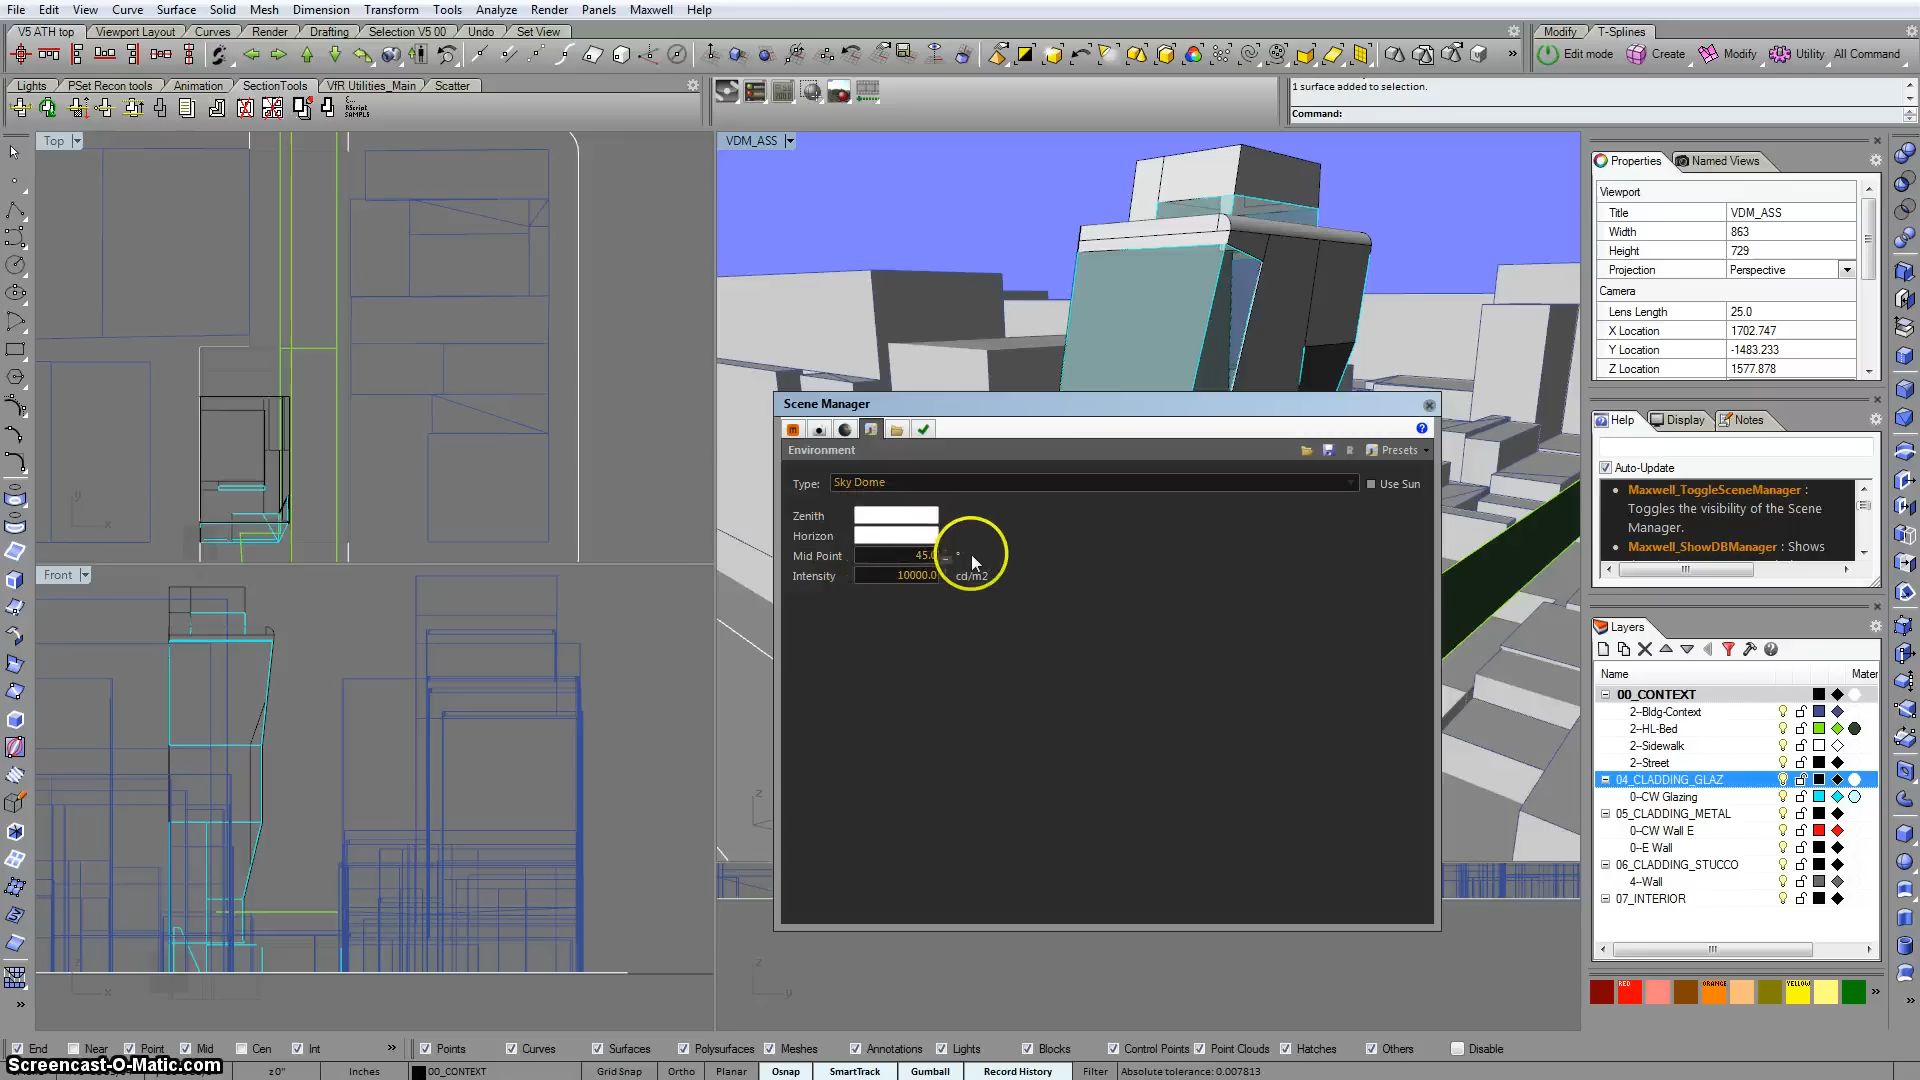 File Edit View Curve Surface Solid Mesh Dimension Transform Tools Analyze Render Panels Maxwell Help
V5 ATH top Viewport Layout Curves Render Drafting Selection V5 00 Undo Set View
Modify T-Splines
Edit mode Create Modify Utility All Command
Lights PSet Recon tools Animation SectionTools VfR Utilities_Main Scatter
1 surface added to selection.
Command:
RScript
SAMPLES
Top
VDM_ASS
Front
Properties Named Views
Viewport
Title VDM_ASS
Width 863
Height 729
Projection Perspective
Camera
Lens Length 25.0
X Location 1702.747
Y Location -1483.233
Z Location 1577.878
Help Display Notes
Auto-Update
Maxwell_ToggleSceneManager :
Toggles the visibility of the Scene
Manager.
Maxwell_ShowDBManager : Shows
Scene Manager
Environment
Presets
Type: Sky Dome Use Sun
Zenith
Horizon
Mid Point 45.0 °
Intensity 10000.0 cd/m2
Layers
Name Mater
00_CONTEXT
2--Bldg-Context
2--HL-Bed
2--Sidewalk
2--Street
04_CLADDING_GLAZ
0--CW Glazing
05_CLADDING_METAL
0--CW Wall E
0--E Wall
06_CLADDING_STUCCO
4--Wall
07_INTERIOR
RED ORANGE YELLOW
End Near Point Mid Cen Int
Points Curves Surfaces Polysurfaces Meshes Annotations Lights Blocks Control Points Point Clouds Hatches Others Disable
Screencast-O-Matic.com
z 0" Inches 00_CONTEXT Grid Snap Ortho Planar Osnap SmartTrack Gumball Record History Filter Absolute tolerance: 0.007813